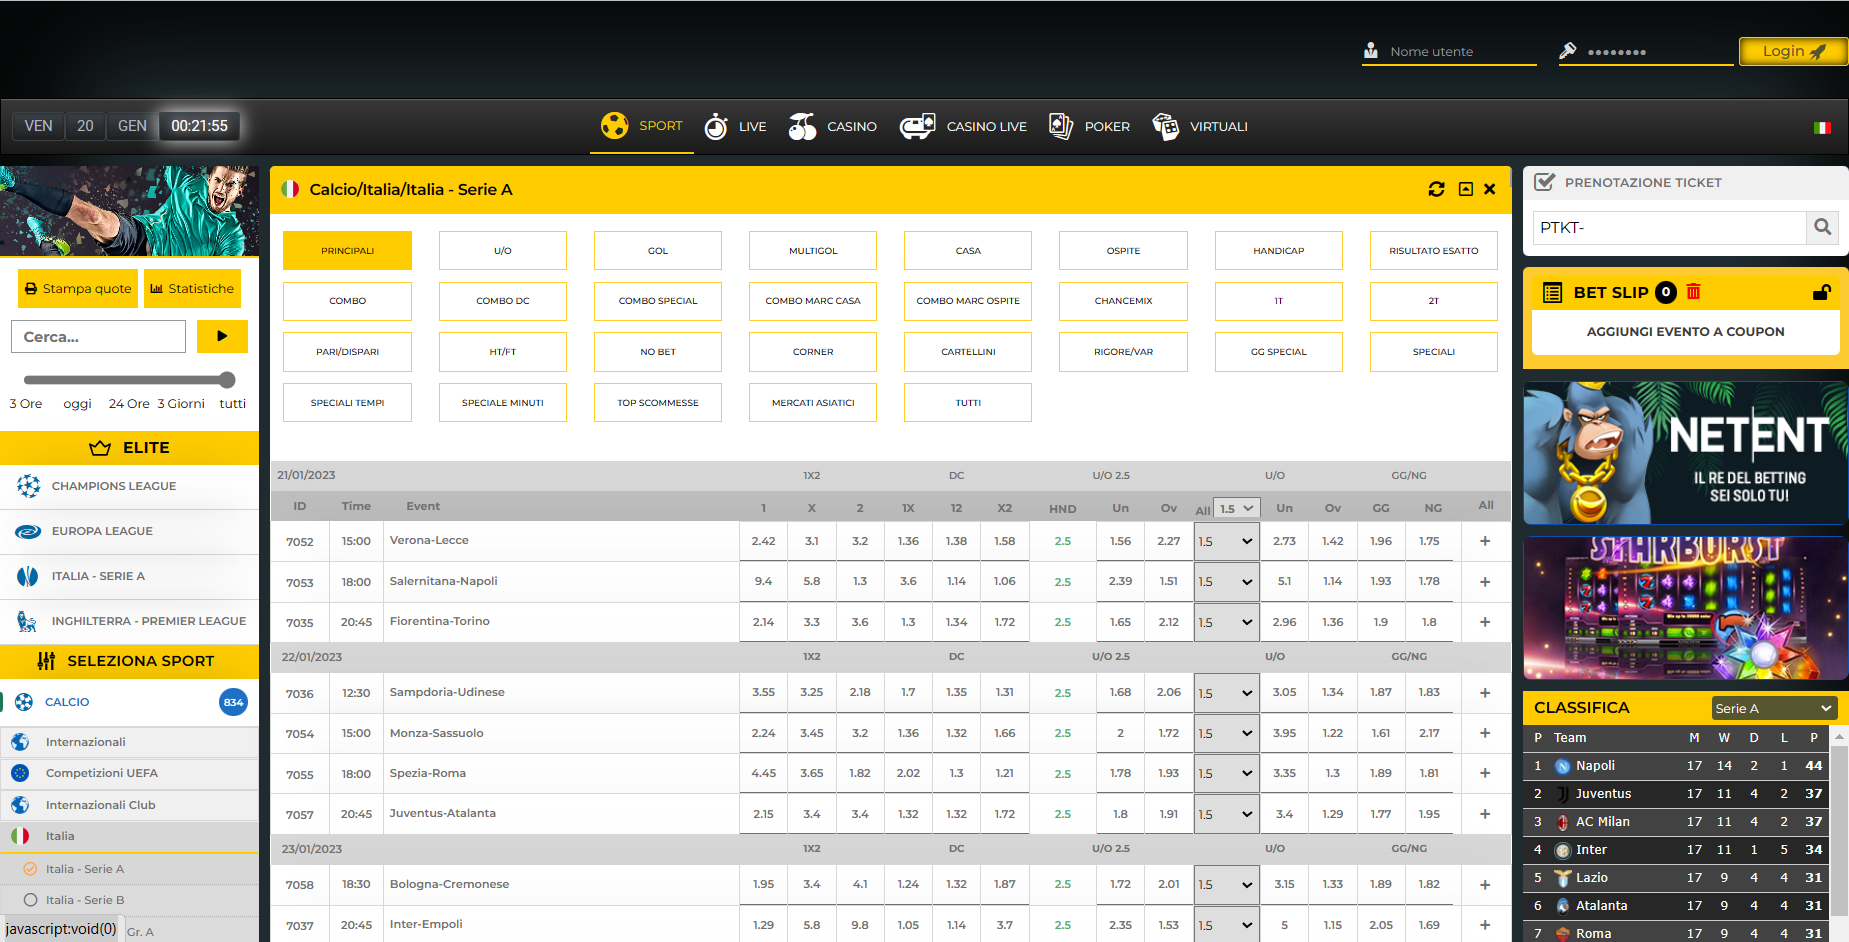 Nome utente
Login
VEN 20 GEN 00:21:55
SPORT LIVE CASINO CASINO LIVE POKER VIRTUALI
Stampa quote Statistiche
Cerca...
3 Ore oggi 24 Ore 3 Giorni tutti
ELITE
CHAMPIONS LEAGUE
EUROPA LEAGUE
ITALIA - SERIE A
INGHILTERRA - PREMIER LEAGUE
SELEZIONA SPORT
CALCIO 834
Internazionali
Competizioni UEFA
Internazionali Club
Italia
Italia - Serie A
Italia - Serie B
javascript:void(0) Gr. A
Calcio/Italia/Italia - Serie A
PRINCIPALI U/O GOL MULTIGOL CASA OSPITE HANDICAP RISULTATO ESATTO
COMBO COMBO DC COMBO SPECIAL COMBO MARC CASA COMBO MARC OSPITE CHANCEMIX 1T 2T
PARI/DISPARI HT/FT NO BET CORNER CARTELLINI RIGORE/VAR GG SPECIAL SPECIALI
SPECIALI TEMPI SPECIALE MINUTI TOP SCOMMESSE MERCATI ASIATICI TUTTI
21/01/2023 1X2 DC U/O 2.5 U/O GG/NG
ID Time Event 1 X 2 1X 12 X2 HND Un Ov All 1.5 Un Ov GG NG All
7052 15:00 Verona-Lecce 2.42 3.1 3.2 1.36 1.38 1.58 2.5 1.56 2.27 1.5 2.73 1.42 1.96 1.75 +
7053 18:00 Salernitana-Napoli 9.4 5.8 1.3 3.6 1.14 1.06 2.5 2.39 1.51 1.5 5.1 1.14 1.93 1.78 +
7035 20:45 Fiorentina-Torino 2.14 3.3 3.6 1.3 1.34 1.72 2.5 1.65 2.12 1.5 2.96 1.36 1.9 1.8 +
22/01/2023 1X2 DC U/O 2.5 U/O GG/NG
7036 12:30 Sampdoria-Udinese 3.55 3.25 2.18 1.7 1.35 1.31 2.5 1.68 2.06 1.5 3.05 1.34 1.87 1.83 +
7054 15:00 Monza-Sassuolo 2.24 3.45 3.2 1.36 1.32 1.66 2.5 2 1.72 1.5 3.95 1.22 1.61 2.17 +
7055 18:00 Spezia-Roma 4.45 3.65 1.82 2.02 1.3 1.21 2.5 1.78 1.93 1.5 3.35 1.3 1.89 1.81 +
7057 20:45 Juventus-Atalanta 2.15 3.4 3.4 1.32 1.32 1.72 2.5 1.8 1.91 1.5 3.4 1.29 1.77 1.95 +
23/01/2023 1X2 DC U/O 2.5 U/O GG/NG
7058 18:30 Bologna-Cremonese 1.95 3.4 4.1 1.24 1.32 1.87 2.5 1.72 2.01 1.5 3.15 1.33 1.89 1.82 +
7037 20:45 Inter-Empoli 1.29 5.8 9.8 1.05 1.14 3.7 2.5 2.35 1.53 1.5 5 1.15 2.05 1.69 +
PRENOTAZIONE TICKET
PTKT-
BET SLIP 0
AGGIUNGI EVENTO A COUPON
NETENT
IL RE DEL BETTING
SEI SOLO TU!
STARBURST
CLASSIFICA Serie A
P Team M W D L P
1 Napoli 17 14 2 1 44
2 Juventus 17 11 4 2 37
3 AC Milan 17 11 4 2 37
4 Inter 17 11 1 5 34
5 Lazio 17 9 4 4 31
6 Atalanta 17 9 4 4 31
7 Roma 17 9 4 4 31